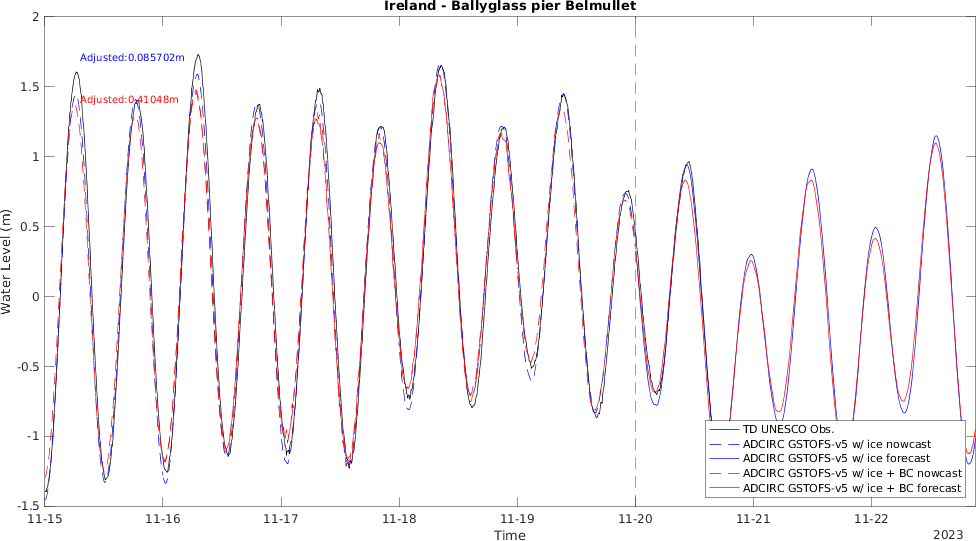 Ireland - Ballyglass pier Belmullet
Adjusted:0.085702m
Adjusted:0.41048m
Water Level (m)
2
1.5
1
0.5
0
-0.5
-1
-1.5
11-15 11-16 11-17 11-18 11-19 11-20 11-21 11-22
Time
2023
TD UNESCO Obs.
ADCIRC GSTOFS-v5 w/ ice nowcast
ADCIRC GSTOFS-v5 w/ ice forecast
ADCIRC GSTOFS-v5 w/ ice + BC nowcast
ADCIRC GSTOFS-v5 w/ ice + BC forecast